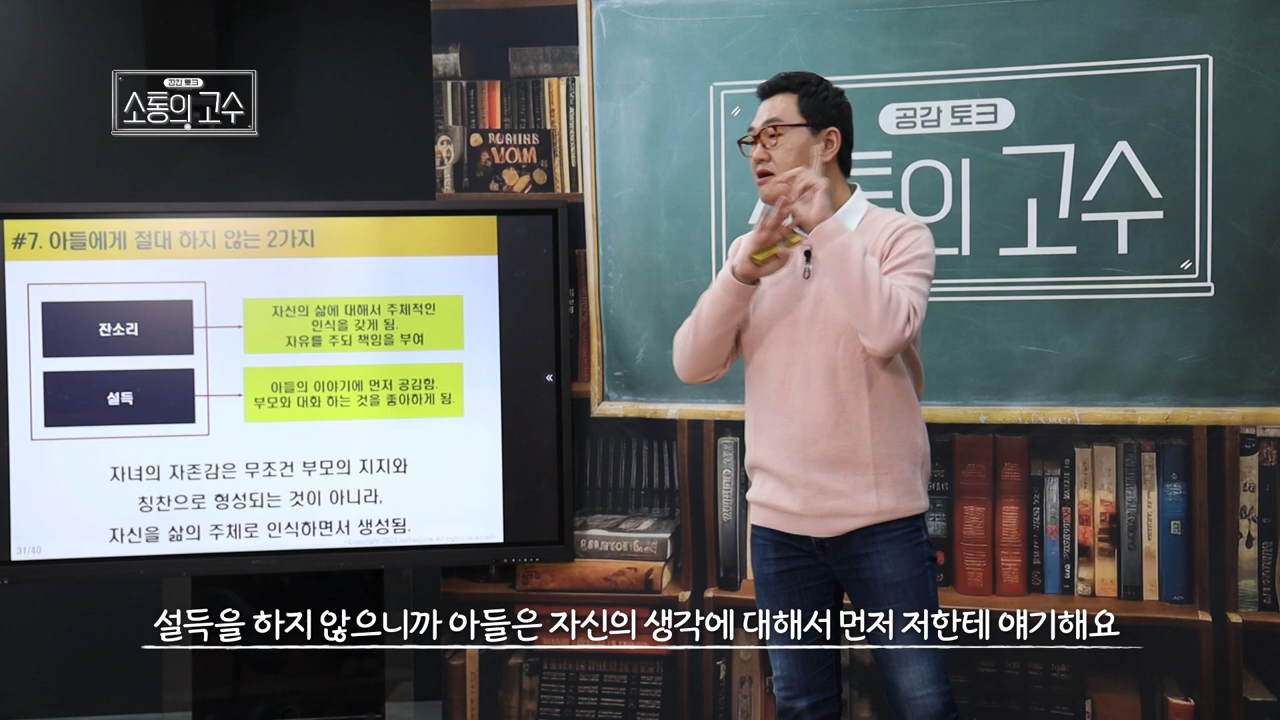 공감 토크
소통의 고수
공감 토크
의 고수
#7. 아들에게 절대 하지 않는 2가지
잔소리
자신의 삶에 대해서 주체적인
인식을 갖게 됨.
자유를 주되 책임을 부여
설득
아들의 이야기에 먼저 공감함.
부모와 대화 하는 것을 좋아하게 됨.
자녀의 자존감은 무조건 부모의 지지와
칭찬으로 형성되는 것이 아니라,
자신을 삶의 주체로 인식하면서 생성됨.
31/40
설득을 하지 않으니까 아들은 자신의 생각에 대해서 먼저 저한테 얘기해요